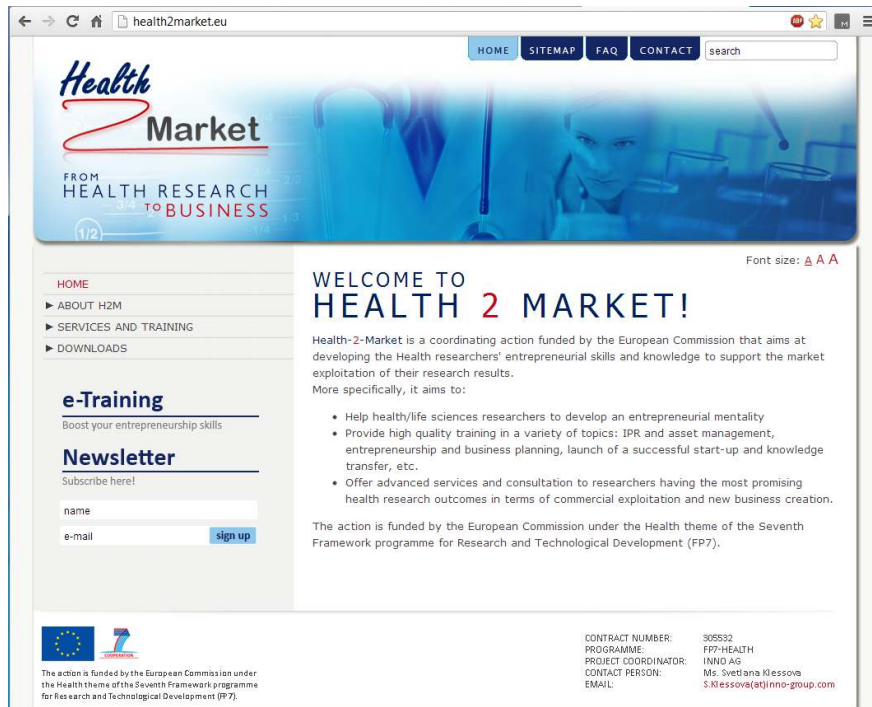 health2market.eu
HOME SITEMAP FAQ CONTACT search
Health
2 Market
FROM
HEALTH RESEARCH
TO BUSINESS
1/2
Font size: A A A
HOME
ABOUT H2M
SERVICES AND TRAINING
DOWNLOADS
e-Training
Boost your entrepreneurship skills
Newsletter
Subscribe here!
name
e-mail sign up
WELCOME TO
HEALTH 2 MARKET!
Health-2-Market is a coordinating action funded by the European Commission that aims at
developing the Health researchers' entrepreneurial skills and knowledge to support the market
exploitation of their research results.
More specifically, it aims to:
• Help health/life sciences researchers to develop an entrepreneurial mentality
• Provide high quality training in a variety of topics: IPR and asset management,
entrepreneurship and business planning, launch of a successful start-up and knowledge
transfer, etc.
• Offer advanced services and consultation to researchers having the most promising
health research outcomes in terms of commercial exploitation and new business creation.
The action is funded by the European Commission under the Health theme of the Seventh
Framework programme for Research and Technological Development (FP7).
7
COOPERATION
The action is funded by the European Commission under
the Health theme of the Seventh Framework programme
for Research and Technological Development (FP7).
CONTRACT NUMBER: 305532
PROGRAMME: FP7-HEALTH
PROJECT COORDINATOR: INNO AG
CONTACT PERSON: Ms. Svetlana Klessova
EMAIL: S.Klessova(at)inno-group.com